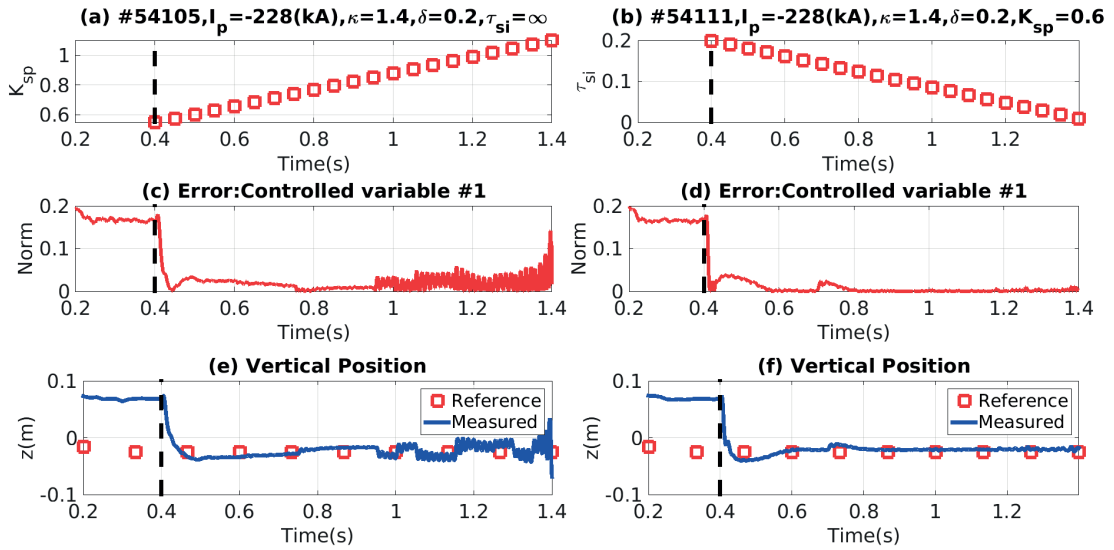 (a) #54105,Ip=-228(kA),κ=1.4,δ=0.2,τsi=∞
Ksp
1
0.8
0.6
0.2 0.4 0.6 0.8 1 1.2 1.4
Time(s)
(b) #54111,Ip=-228(kA),κ=1.4,δ=0.2,Ksp=0.6
τsi
0.2
0.1
0
0.2 0.4 0.6 0.8 1 1.2
Time(s)
(c) Error:Controlled variable #1
Norm
0.2
0.1
0
0.2 0.4 0.6 0.8 1 1.2 1.4
Time(s)
(d) Error:Controlled variable #1
Norm
0.2
0.1
0
0.2 0.4 0.6 0.8 1 1.2 1.4
Time(s)
(e) Vertical Position
z(m)
0.1
0
-0.1
Reference
Measured
0.2 0.4 0.6 0.8 1 1.2 1.4
Time(s)
(f) Vertical Position
z(m)
0.1
0
-0.1
Reference
Measured
0.2 0.4 0.6 0.8 1 1.2 1.4
Time(s)